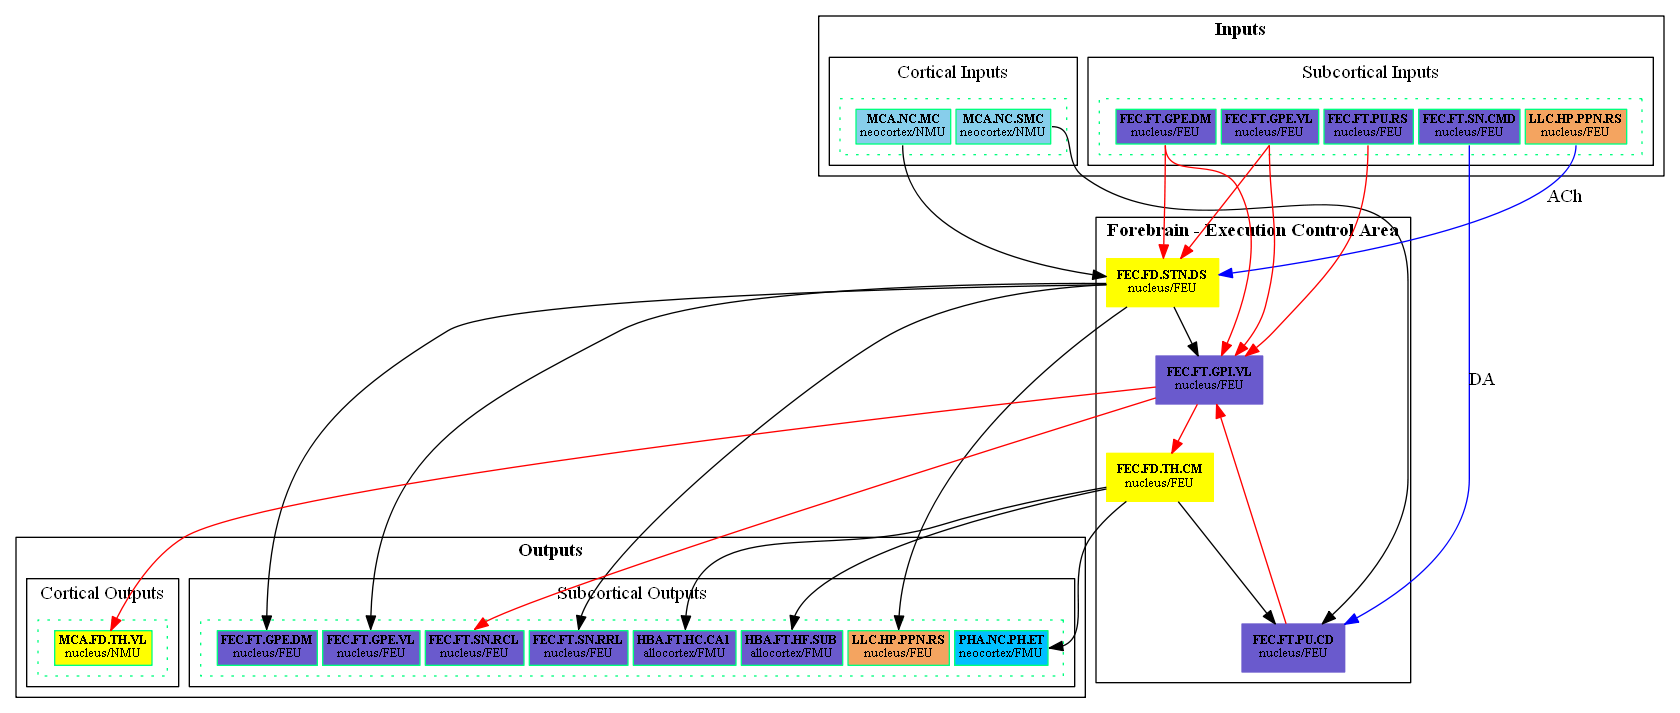 Inputs
Cortical Inputs
Subcortical Inputs
MCA.NC.MC
neocortex/NMU
MCA.NC.SMC
neocortex/NMU
FEC.FT.GPE.DM
nucleus/FEU
FEC.FT.GPE.VL
nucleus/FEU
FEC.FT.PU.RS
nucleus/FEU
FEC.FT.SN.CMD
nucleus/FEU
LLC.HP.PPN.RS
nucleus/FEU
ACh
Forebrain - Execution Control Area
FEC.FD.STN.DS
nucleus/FEU
FEC.FT.GPI.VL
nucleus/FEU
DA
FEC.FD.TH.CM
nucleus/FEU
Outputs
Cortical Outputs
Subcortical Outputs
MCA.FD.TH.VL
nucleus/NMU
FEC.FT.GPE.DM
nucleus/FEU
FEC.FT.GPE.VL
nucleus/FEU
FEC.FT.SN.RCL
nucleus/FEU
FEC.FT.SN.RRL
nucleus/FEU
HBA.FT.HC.CA1
allocortex/FMU
HBA.FT.HF.SUB
allocortex/FMU
LLC.HP.PPN.RS
nucleus/FEU
PHA.NC.PH.ET
neocortex/FMU
FEC.FT.PU.CD
nucleus/FEU